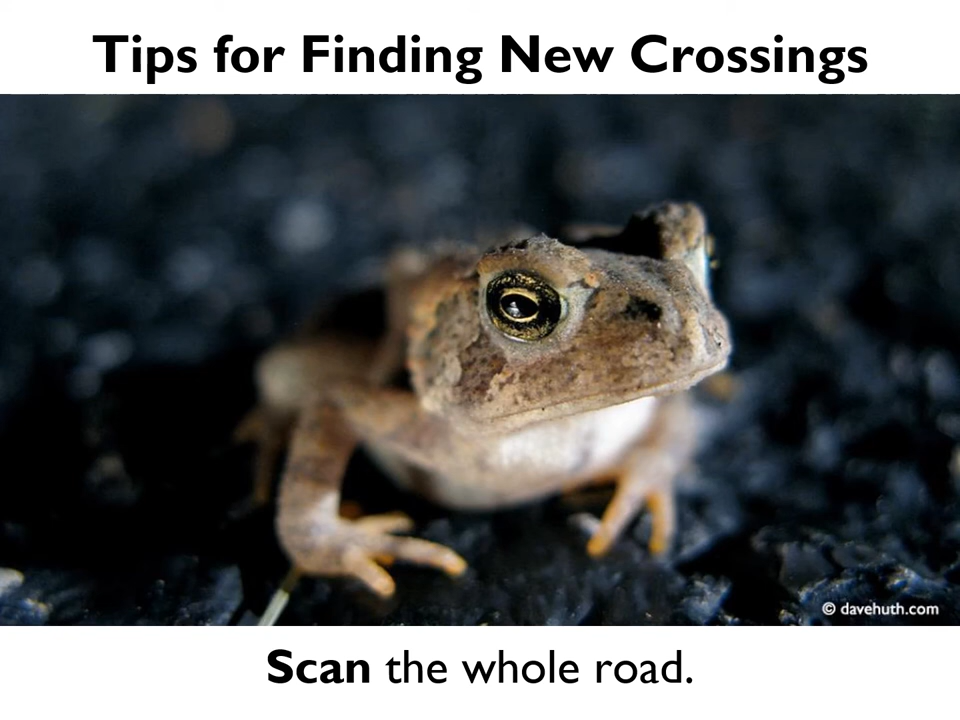 Tips for Finding New Crossings
© davehuth.com
Scan the whole road.